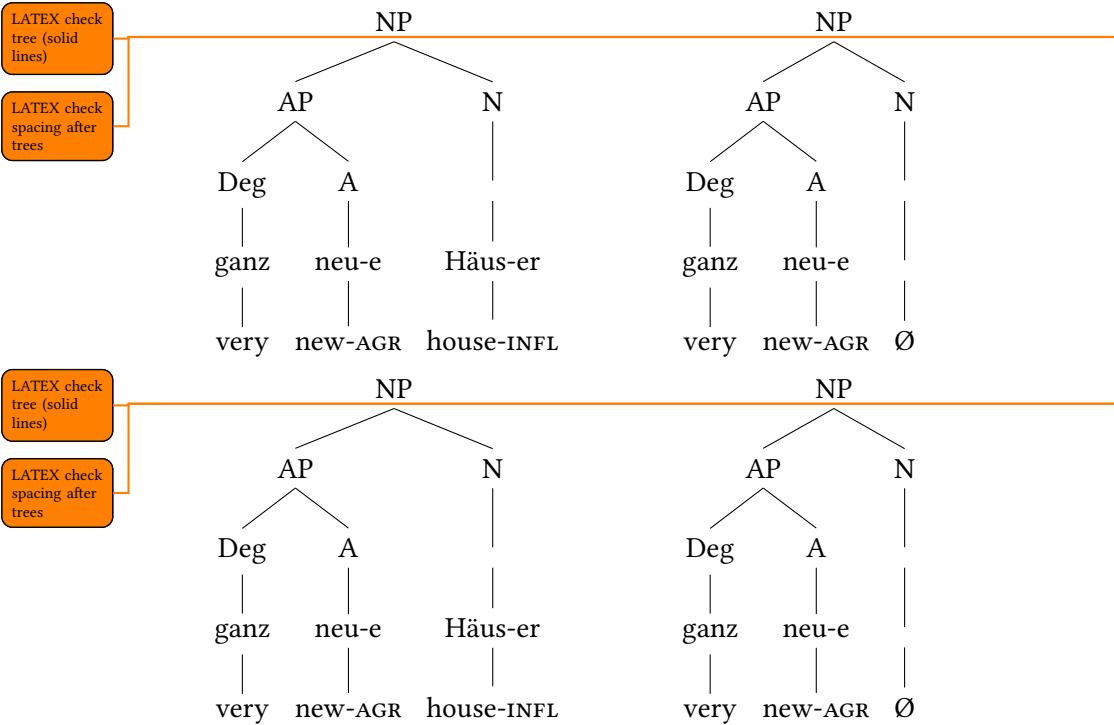 LATEX check
tree (solid
lines)
LATEX check
spacing after
trees
NP NP
AP N AP N
Deg A Deg A
ganz neu-e Häus-er ganz neu-e
very new-AGR house-INFL very new-AGR Ø
LATEX check
tree (solid
lines)
LATEX check
spacing after
trees
NP NP
AP N AP N
Deg A Deg A
ganz neu-e Häus-er ganz neu-e
very new-AGR house-INFL very new-AGR Ø